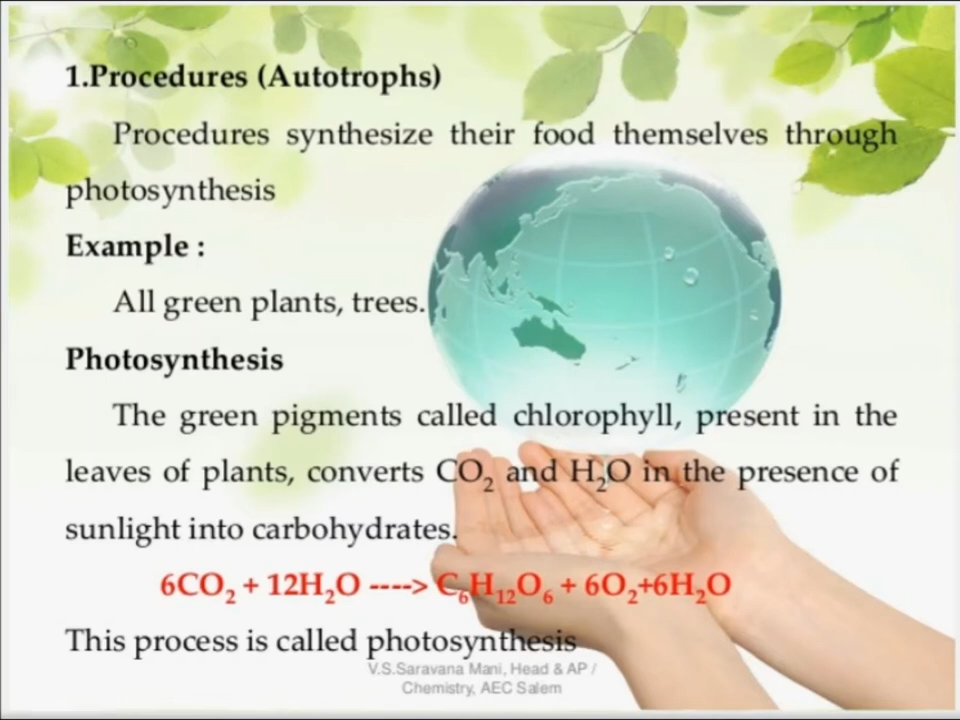 1.Procedures (Autotrophs)
Procedures synthesize their food themselves through
photosynthesis
Example :
All green plants, trees.
Photosynthesis
The green pigments called chlorophyll, present in the
leaves of plants, converts CO₂ and H₂O in the presence of
sunlight into carbohydrates.
6CO₂ + 12H₂O ----> C₆H₁₂O₆ + 6O₂+6H₂O
This process is called photosynthesis
V.S.Saravana Mani, Head & AP /
Chemistry, AEC Salem